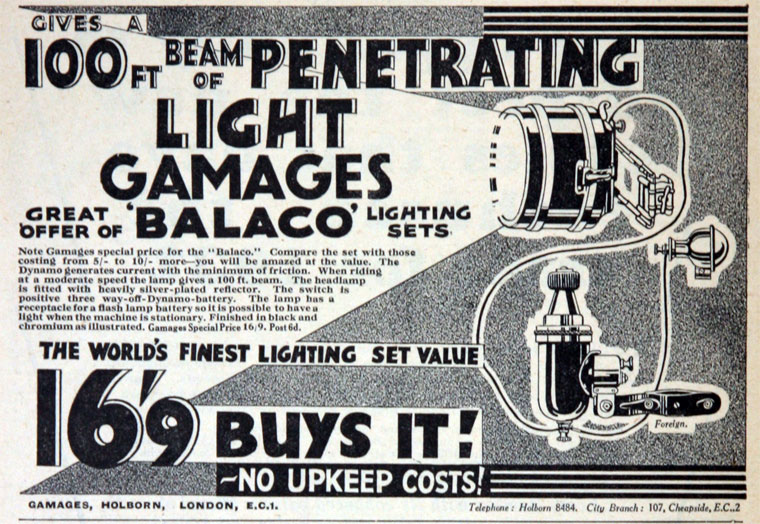 GIVES A
100 FT BEAM OF PENETRATING
LIGHT
GAMAGES
GREAT OFFER OF 'BALACO' LIGHTING SETS
Note Gamages special price for the "Balaco." Compare the set with those
costing from 5/- to 10/- more—you will be amazed at the value. The
Dynamo generates current with the minimum of friction. When riding
at a moderate speed the lamp gives a 100 ft. beam. The headlamp
is fitted with heavily silver-plated reflector. The switch is
positive three way-off-Dynamo-battery. The lamp has a
receptacle for a flash lamp battery so it is possible to have a
light when the machine is stationary. Finished in black and
chromium as illustrated. Gamages Special Price 16/9. Post 6d.
THE WORLD'S FINEST LIGHTING SET VALUE
16'9 BUYS IT!
~NO UPKEEP COSTS!
Foreign.
GAMAGES, HOLBORN, LONDON, E.C.1.
Telephone: Holborn 8484. City Branch: 107, Cheapside, E.C..2